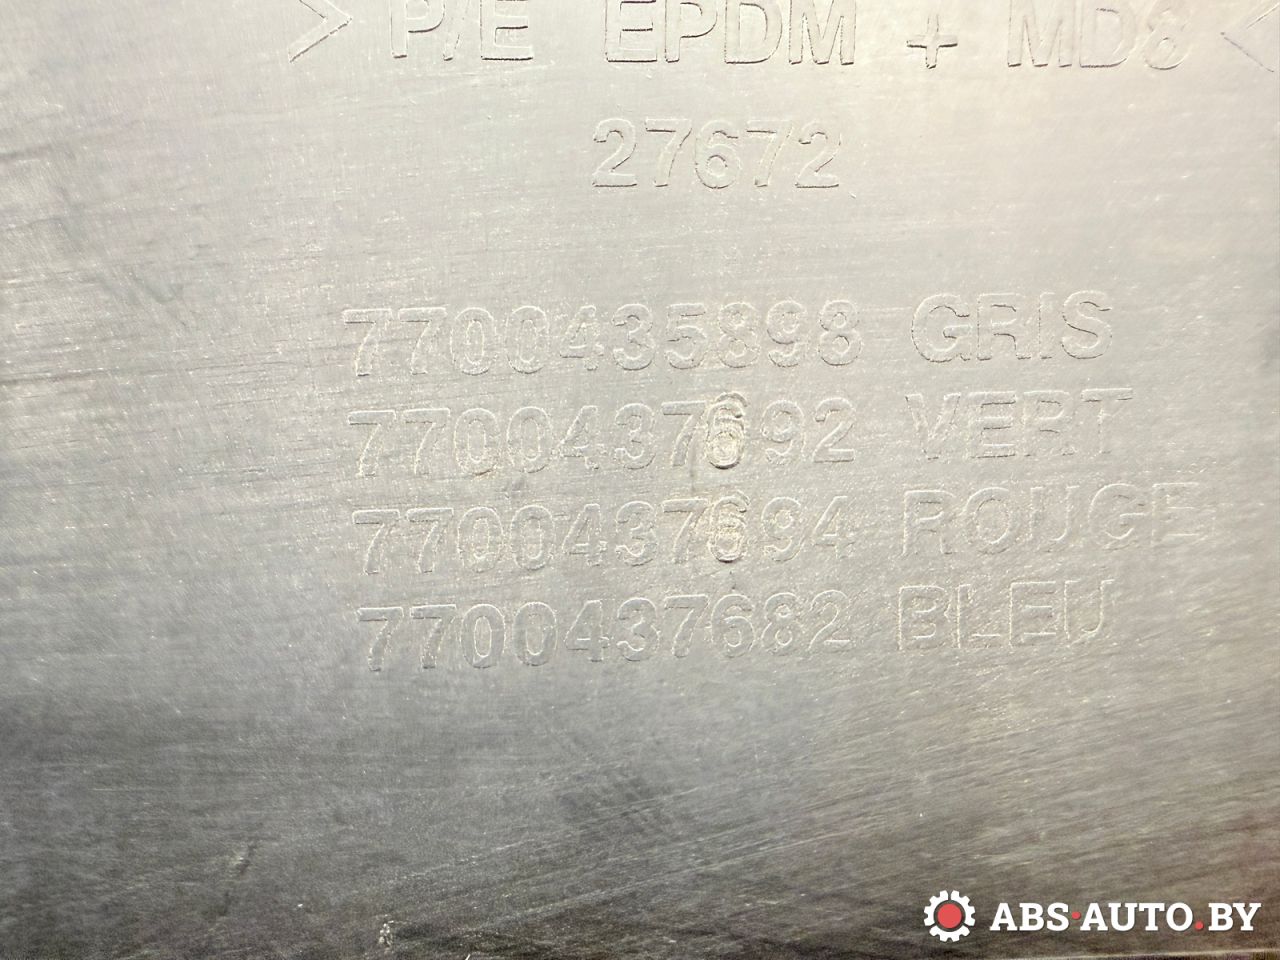 > P/E EPDM + MD8 <
27672
7700435898 GRIS
7700437692 VERT
7700437694 ROUGE
7700437682 BLEU
ABS·AUTO.BY